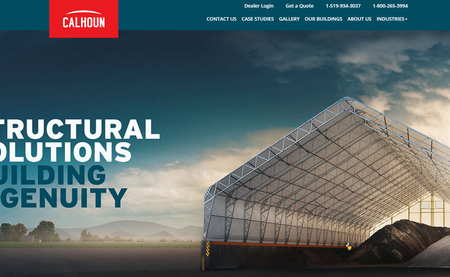 Dealer Login Get a Quote 1-519-934-3037 1-800-265-3994
CALHOUN
CONTACT US CASE STUDIES GALLERY OUR BUILDINGS ABOUT US INDUSTRIES
TRUCTURAL
OLUTIONS
UILDING
GENUITY